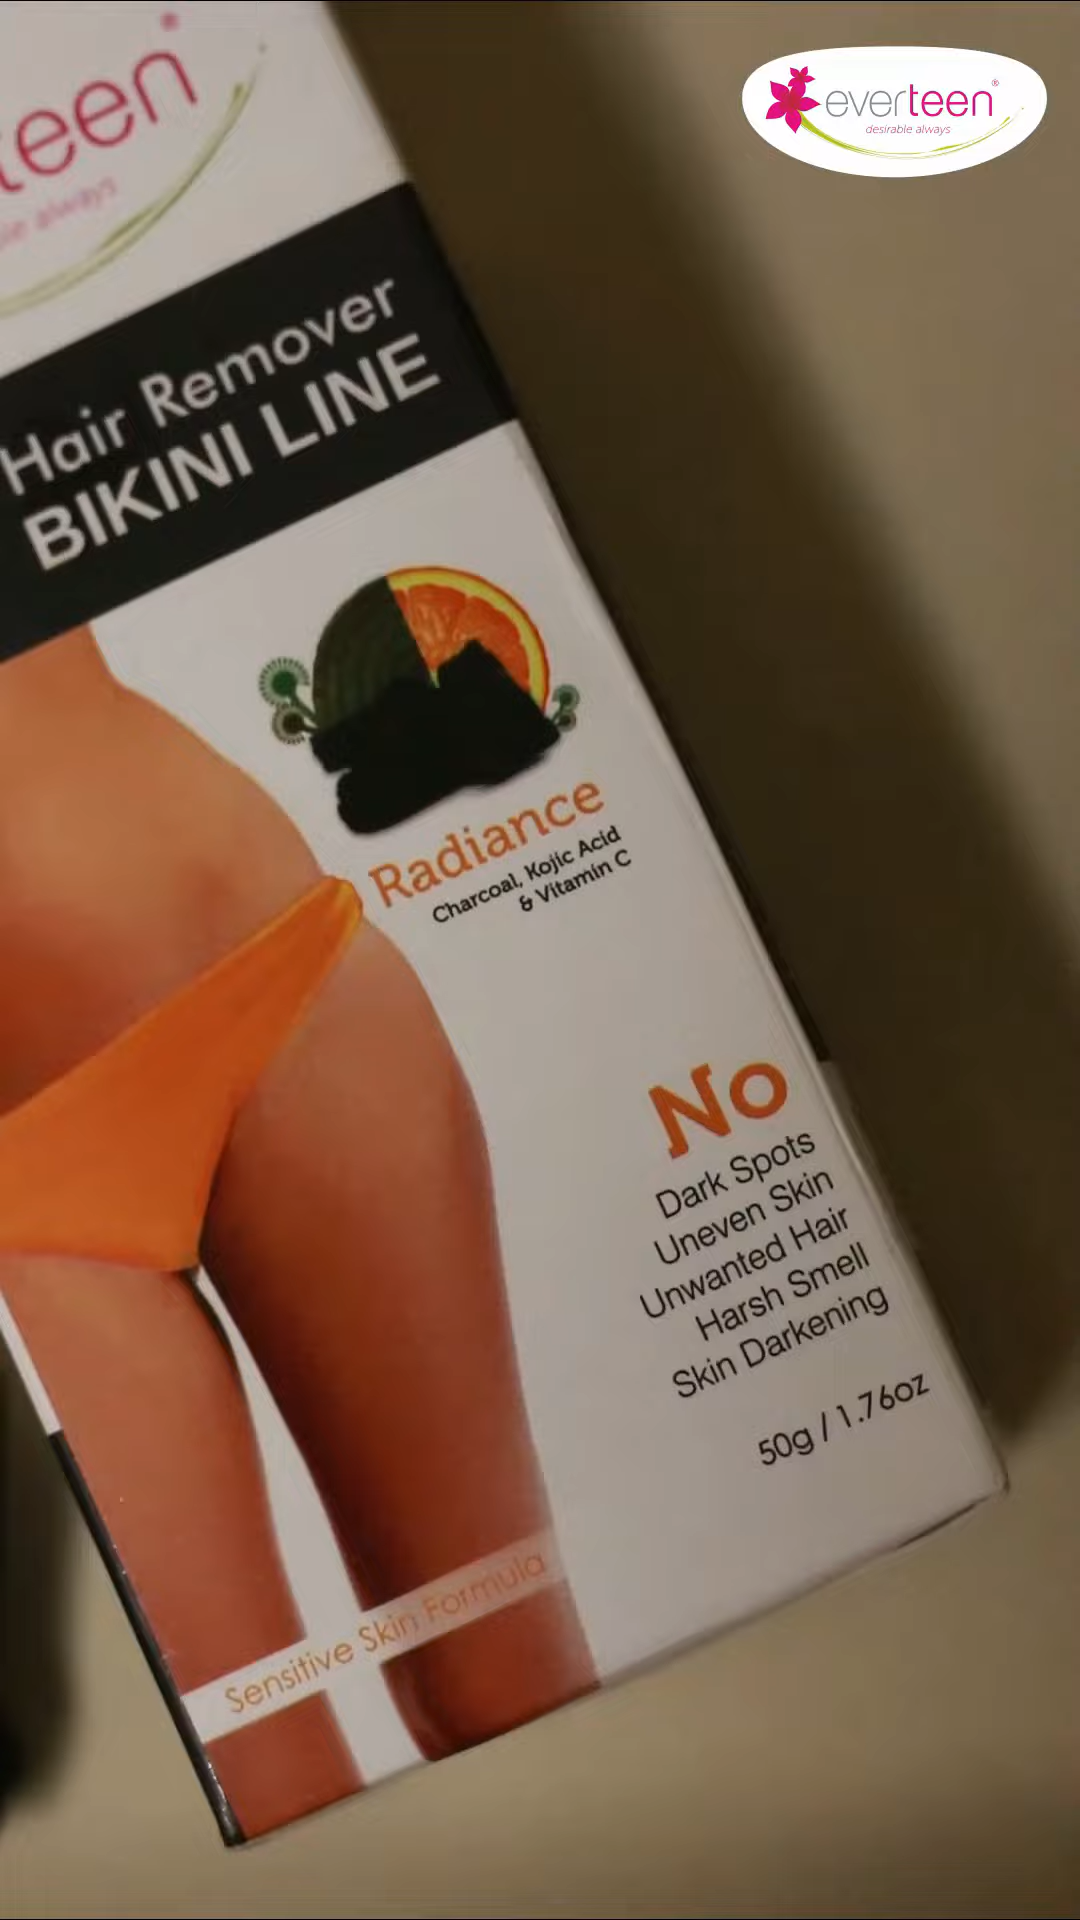 everteen®
desirable always
teen®
always
Hair Remover
BIKINI LINE
Radiance
Charcoal, Kojic Acid
& Vitamin C
No
Dark Spots
Uneven Skin
Unwanted Hair
Harsh Smell
Skin Darkening
50g / 1.76oz
Sensitive Skin Formula